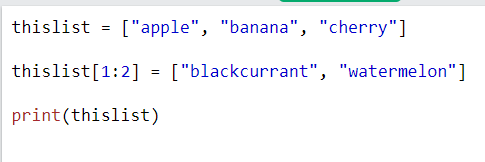 thislist = ["apple", "banana", "cherry"]
thislist[1:2] = ["blackcurrant", "watermelon"]
print(thislist)